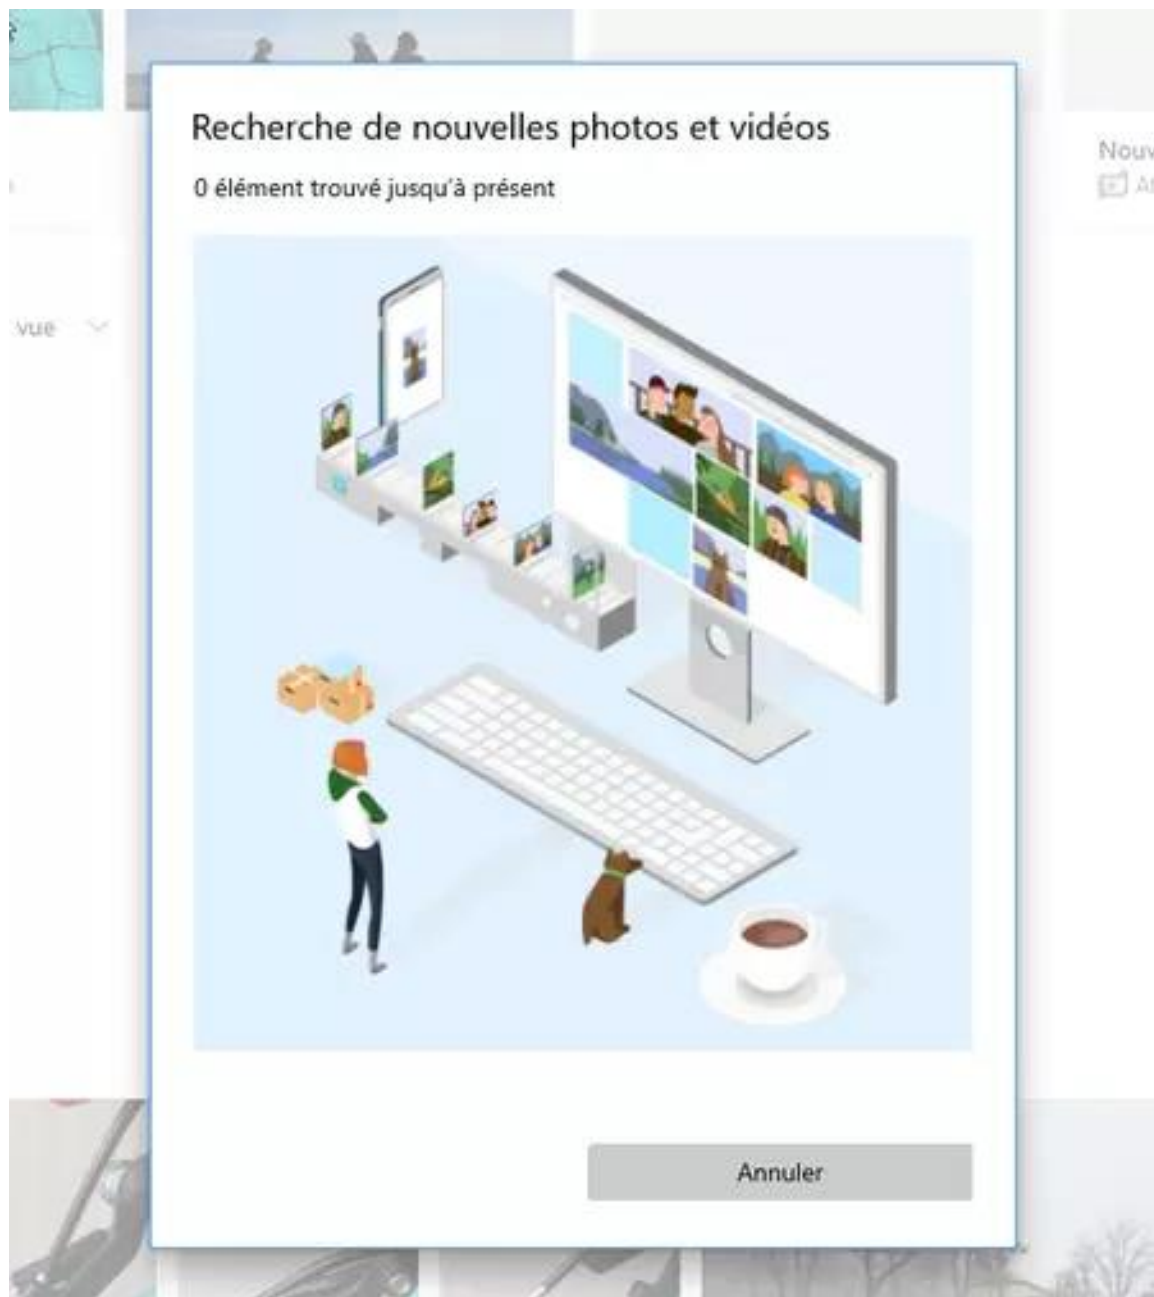 Recherche de nouvelles photos et vidéos
0 élément trouvé jusqu'à présent
vue
Annuler